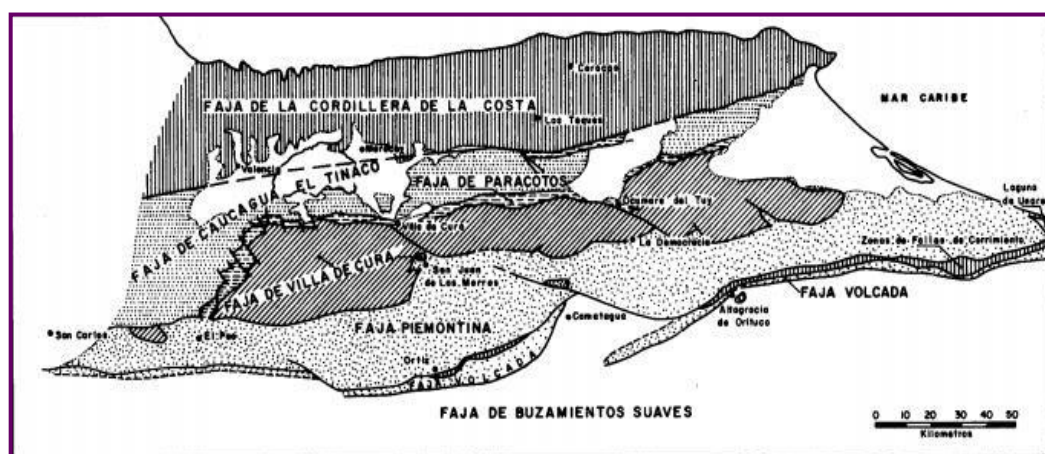 Caracas
FAJA DE LA CORDILLERA DE LA COSTA
MAR CARIBE
Los Teques
Maracay
Valencia
FAJA DE CAUCAGUA EL TINACO
FAJA DE PARACOTOS
Laguna
de Unare
Ocumare del Tuy
Villa de Cura
La Democracia
Zonas de Fallas de Corrimiento
FAJA DE VILLA DE CURA
San Juan
de Los Morros
FAJA VOLCADA
Altagracia
de Orituco
San Carlos
El Pao
FAJA PIEMONTINA
Camatagua
Ortiz
FAJA VOLCADA
FAJA DE BUZAMIENTOS SUAVES
0 10 20 30 40 50
Kilometros